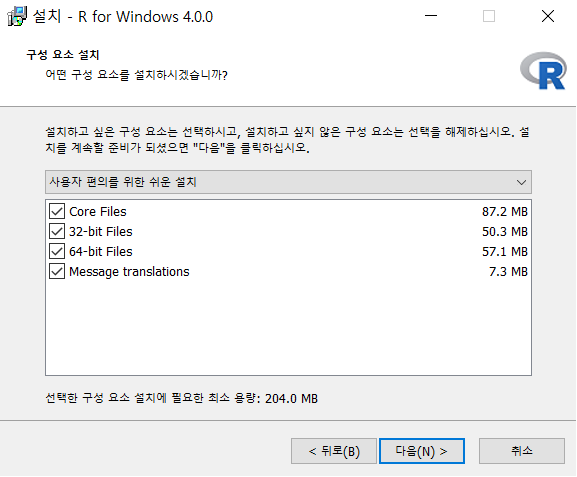 설치 - R for Windows 4.0.0
구성 요소 설치
어떤 구성 요소를 설치하시겠습니까?
R
설치하고 싶은 구성 요소는 선택하시고, 설치하고 싶지 않은 구성 요소는 선택을 해제하십시오. 설
치를 계속할 준비가 되셨으면 "다음"을 클릭하십시오.
사용자 편의를 위한 쉬운 설치
Core Files 87.2 MB
32-bit Files 50.3 MB
64-bit Files 57.1 MB
Message translations 7.3 MB
선택한 구성 요소 설치에 필요한 최소 용량: 204.0 MB
< 뒤로(B) 다음(N) > 취소